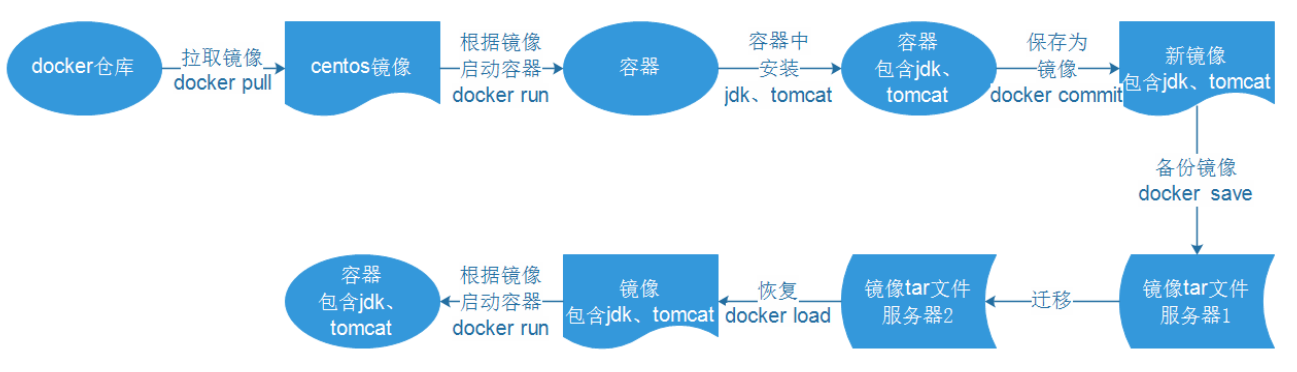 docker仓库
拉取镜像
docker pull
centos镜像
根据镜像
启动容器
docker run
容器
容器中
安装
jdk、tomcat
容器
包含jdk、
tomcat
保存为
镜像
docker commit
新镜像
包含jdk、tomcat
备份镜像
docker save
容器
包含jdk、
tomcat
根据镜像
启动容器
docker run
镜像
包含jdk、tomcat
恢复
docker load
镜像tar文件
服务器2
迁移
镜像tar文件
服务器1